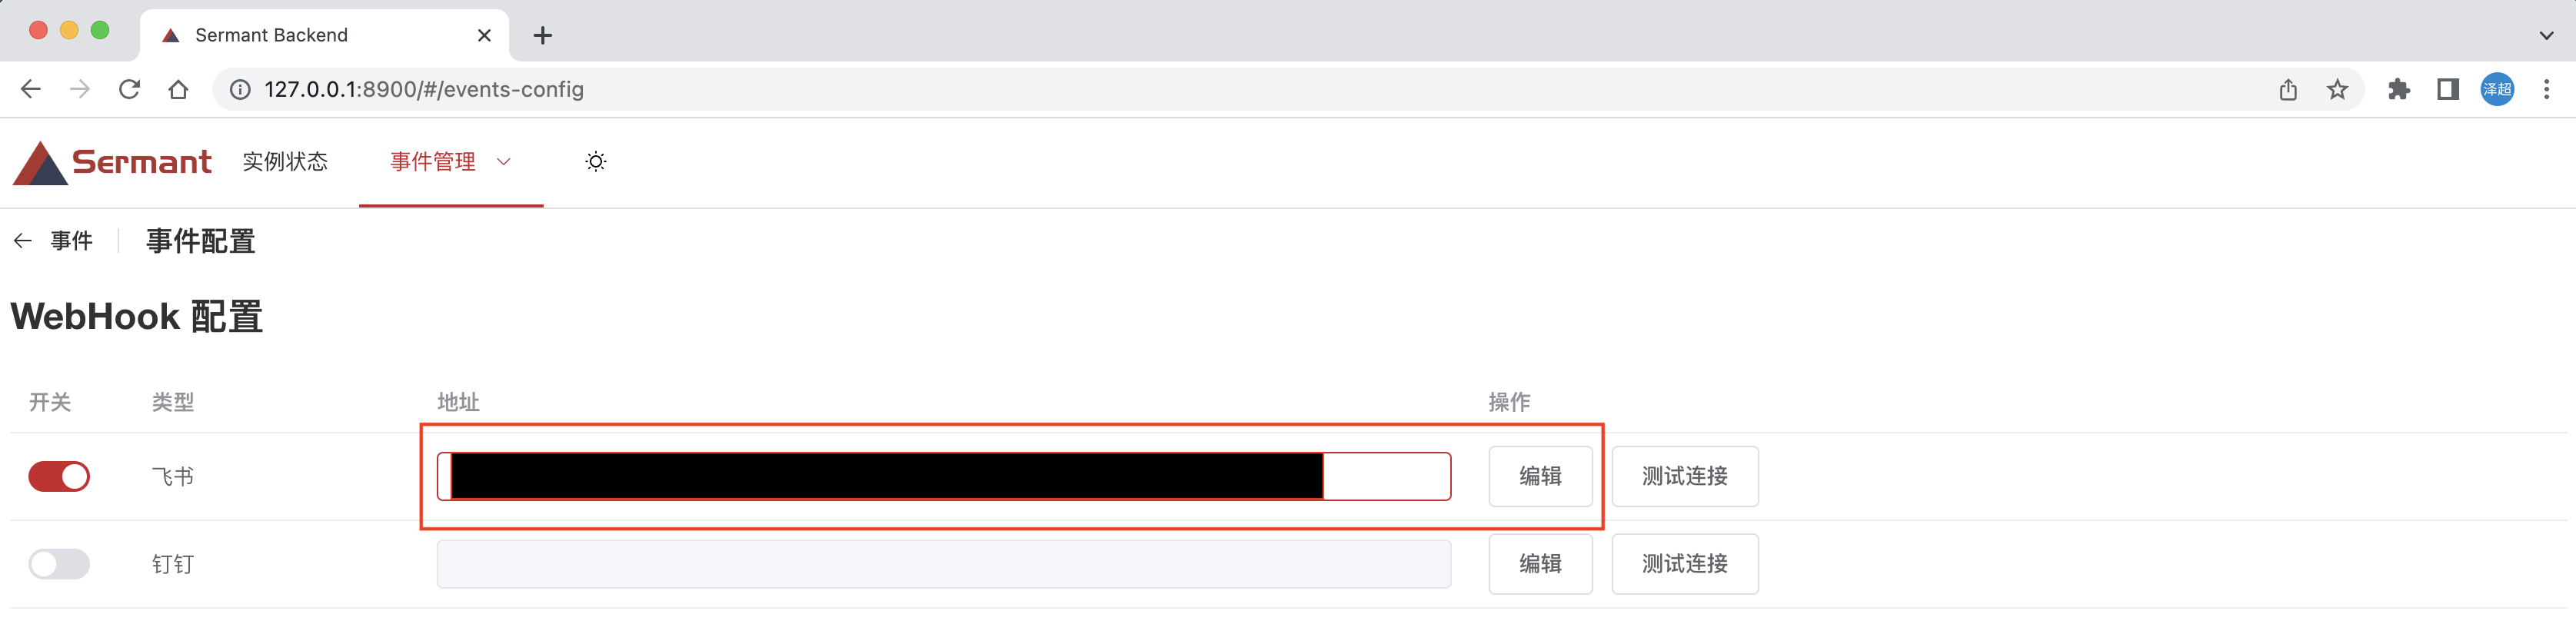 Sermant Backend
127.0.0.1:8900/#/events-config
泽超
Sermant 实例状态 事件管理
事件 事件配置
WebHook 配置
开关 类型 地址 操作
飞书 编辑 测试连接
钉钉 编辑 测试连接